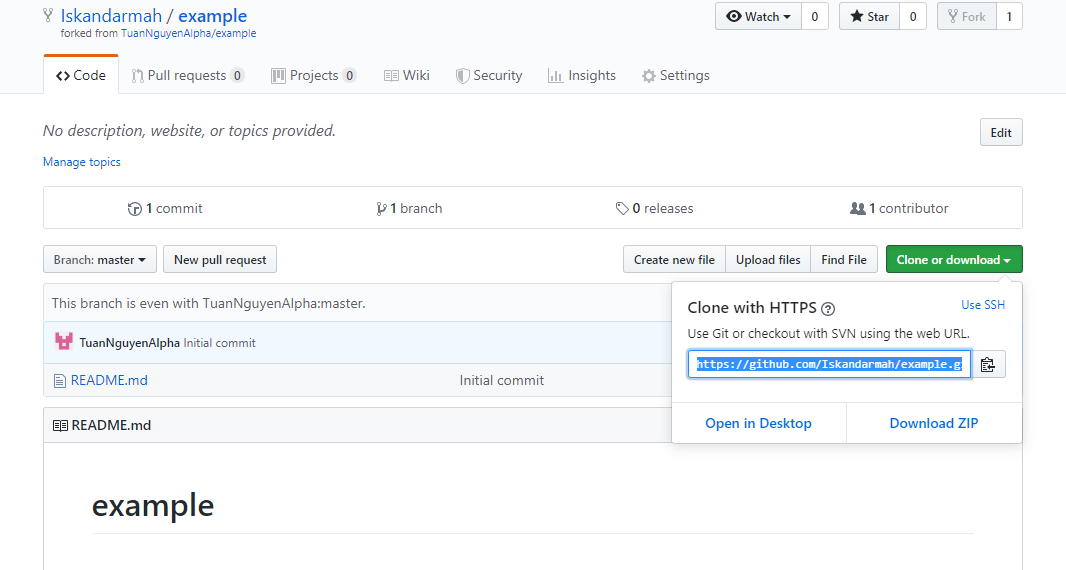 Iskandarmah / example
Watch 0 Star 0 Fork 1
forked from TuanNguyenAlpha/example
Code Pull requests 0 Projects 0 Wiki Security Insights Settings
No description, website, or topics provided.
Edit
Manage topics
1 commit 1 branch 0 releases 1 contributor
Branch: master New pull request Create new file Upload files Find File Clone or download
This branch is even with TuanNguyenAlpha:master.
TuanNguyenAlpha Initial commit
README.md Initial commit
Clone with HTTPS Use SSH
Use Git or checkout with SVN using the web URL.
https://github.com/Iskandarmah/example.g
Open in Desktop Download ZIP
README.md
example